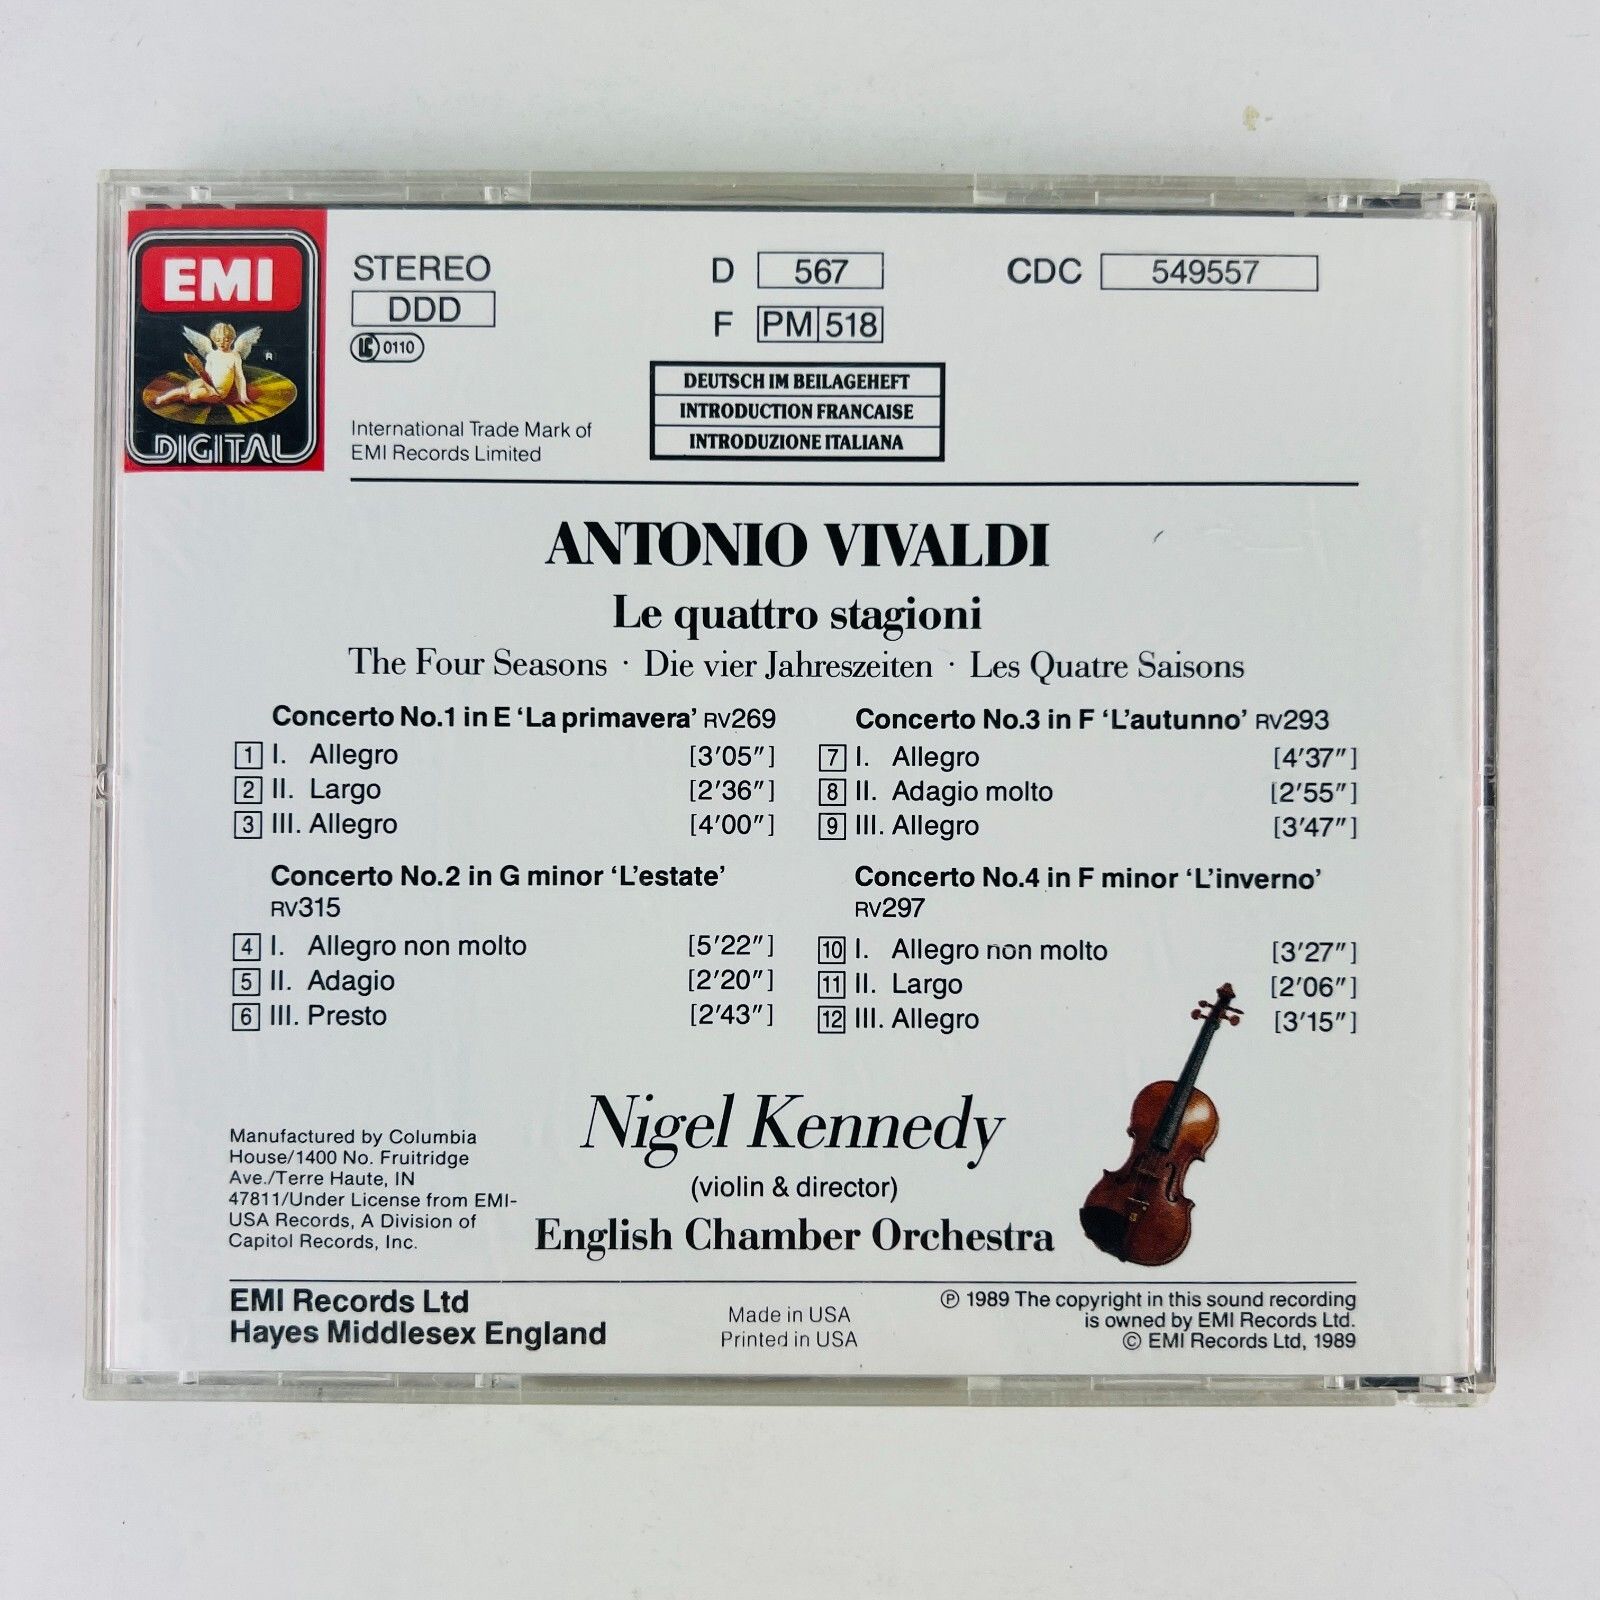 EMI
DIGITAL
R
STEREO
DDD
LC 0110
International Trade Mark of
EMI Records Limited
D 567
F PM 518
CDC 549557
DEUTSCH IM BEILAGEHEFT
INTRODUCTION FRANCAISE
INTRODUZIONE ITALIANA
ANTONIO VIVALDI
Le quattro stagioni
The Four Seasons · Die vier Jahreszeiten · Les Quatre Saisons
Concerto No.1 in E ‘La primavera’ RV269
1 I. Allegro [3′05″]
2 II. Largo [2′36″]
3 III. Allegro [4′00″]
Concerto No.2 in G minor ‘L’estate’
RV315
4 I. Allegro non molto [5′22″]
5 II. Adagio [2′20″]
6 III. Presto [2′43″]
Concerto No.3 in F ‘L’autunno’ RV293
7 I. Allegro [4′37″]
8 II. Adagio molto [2′55″]
9 III. Allegro [3′47″]
Concerto No.4 in F minor ‘L’inverno’
RV297
10 I. Allegro non molto [3′27″]
11 II. Largo [2′06″]
12 III. Allegro [3′15″]
Nigel Kennedy
(violin & director)
English Chamber Orchestra
Manufactured by Columbia
House/1400 No. Fruitridge
Ave./Terre Haute, IN
47811/Under License from EMI-
USA Records, A Division of
Capitol Records, Inc.
EMI Records Ltd
Hayes Middlesex England
Made in USA
Printed in USA
℗ 1989 The copyright in this sound recording
is owned by EMI Records Ltd.
© EMI Records Ltd, 1989